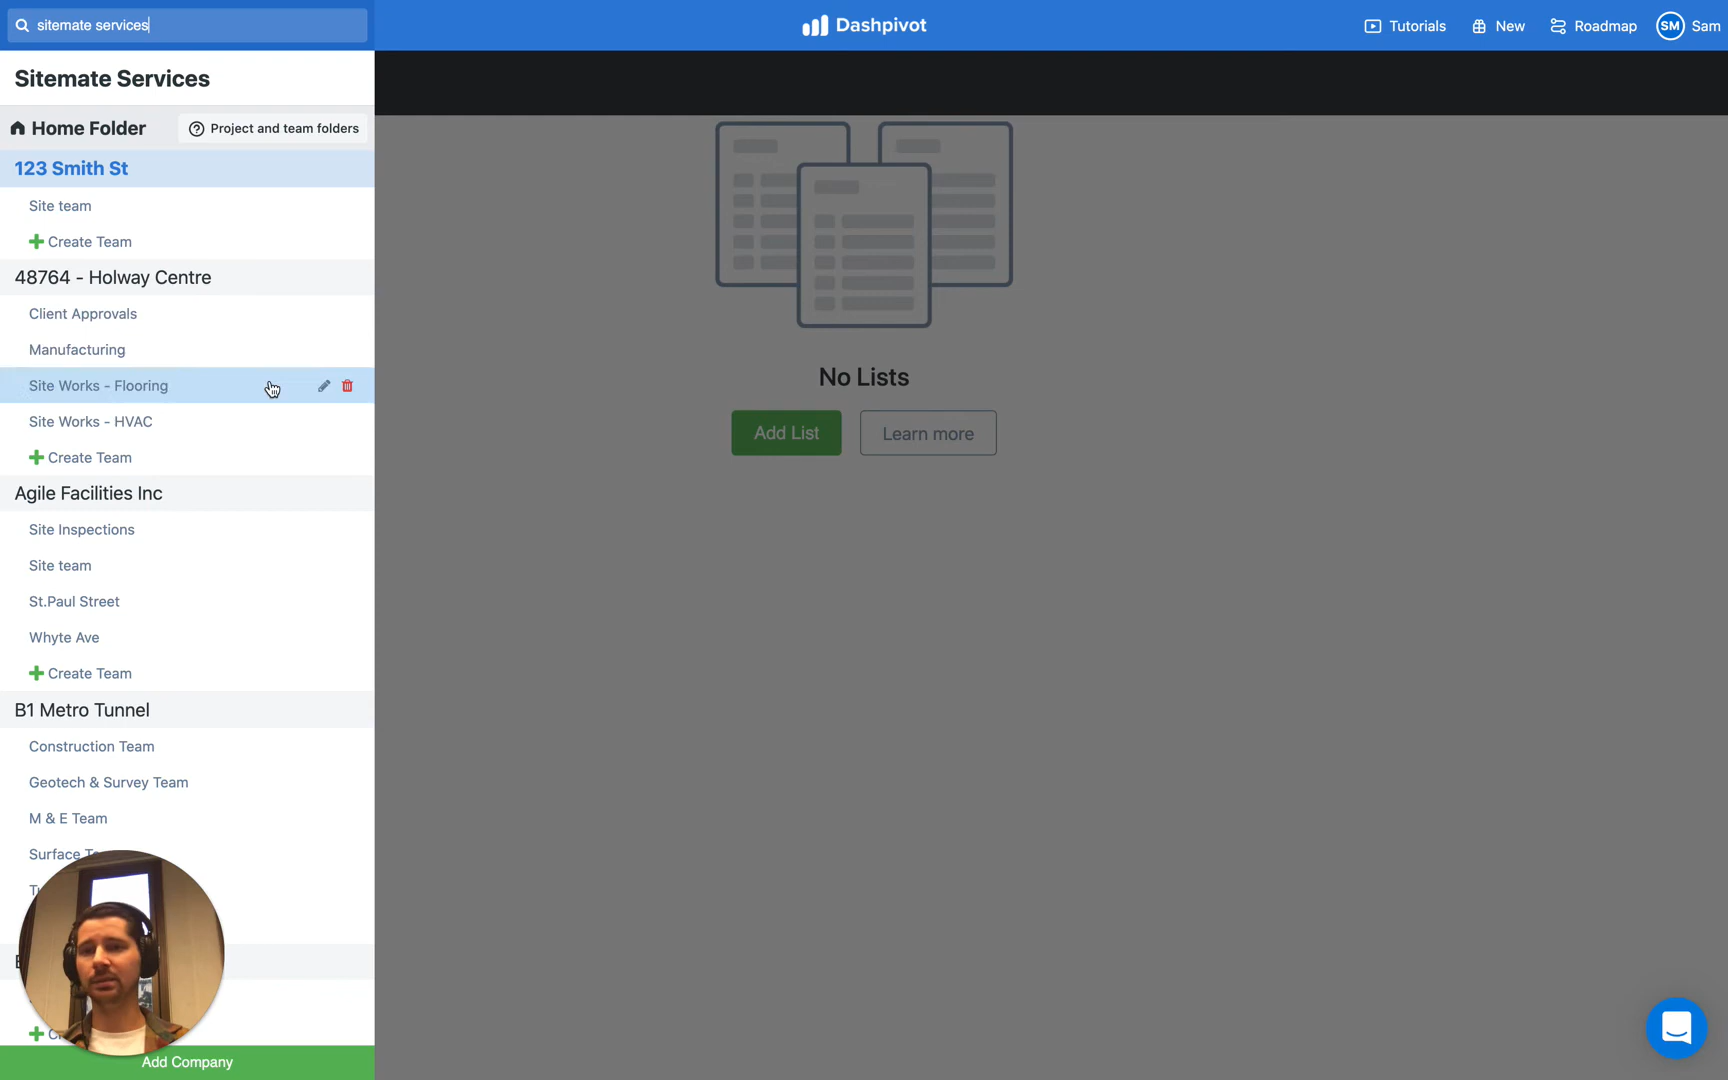 sitemate services
Dashpivot
Tutorials
New
Roadmap
SM
Sam
Sitemate Services
Home Folder
Project and team folders
123 Smith St
Site team
Create Team
48764 - Holway Centre
Client Approvals
Manufacturing
Site Works - Flooring
Site Works - HVAC
Create Team
Agile Facilities Inc
Site Inspections
Site team
St.Paul Street
Whyte Ave
Create Team
B1 Metro Tunnel
Construction Team
Geotech & Survey Team
M & E Team
Surface
Add Company
No Lists
Add List
Learn more